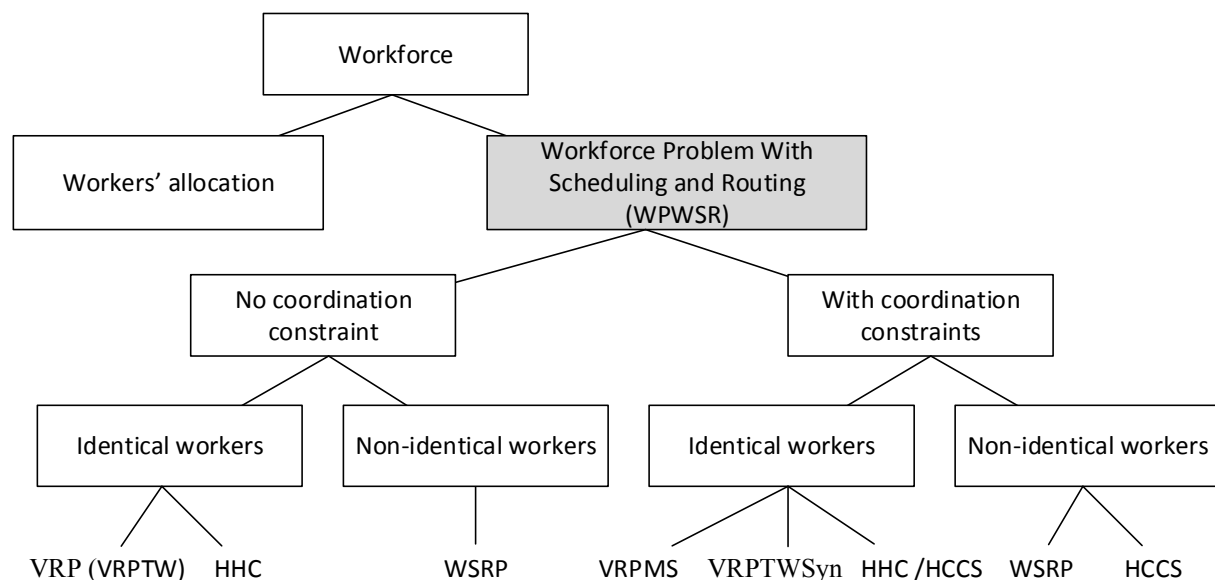 Workforce
Workers’ allocation
Workforce Problem With
Scheduling and Routing
(WPWSR)
No coordination
constraint
With coordination
constraints
Identical workers
Non-identical workers
Identical workers
Non-identical workers
VRP (VRPTW)
HHC
WSRP
VRPMS
VRPTWSyn
HHC /HCCS
WSRP
HCCS